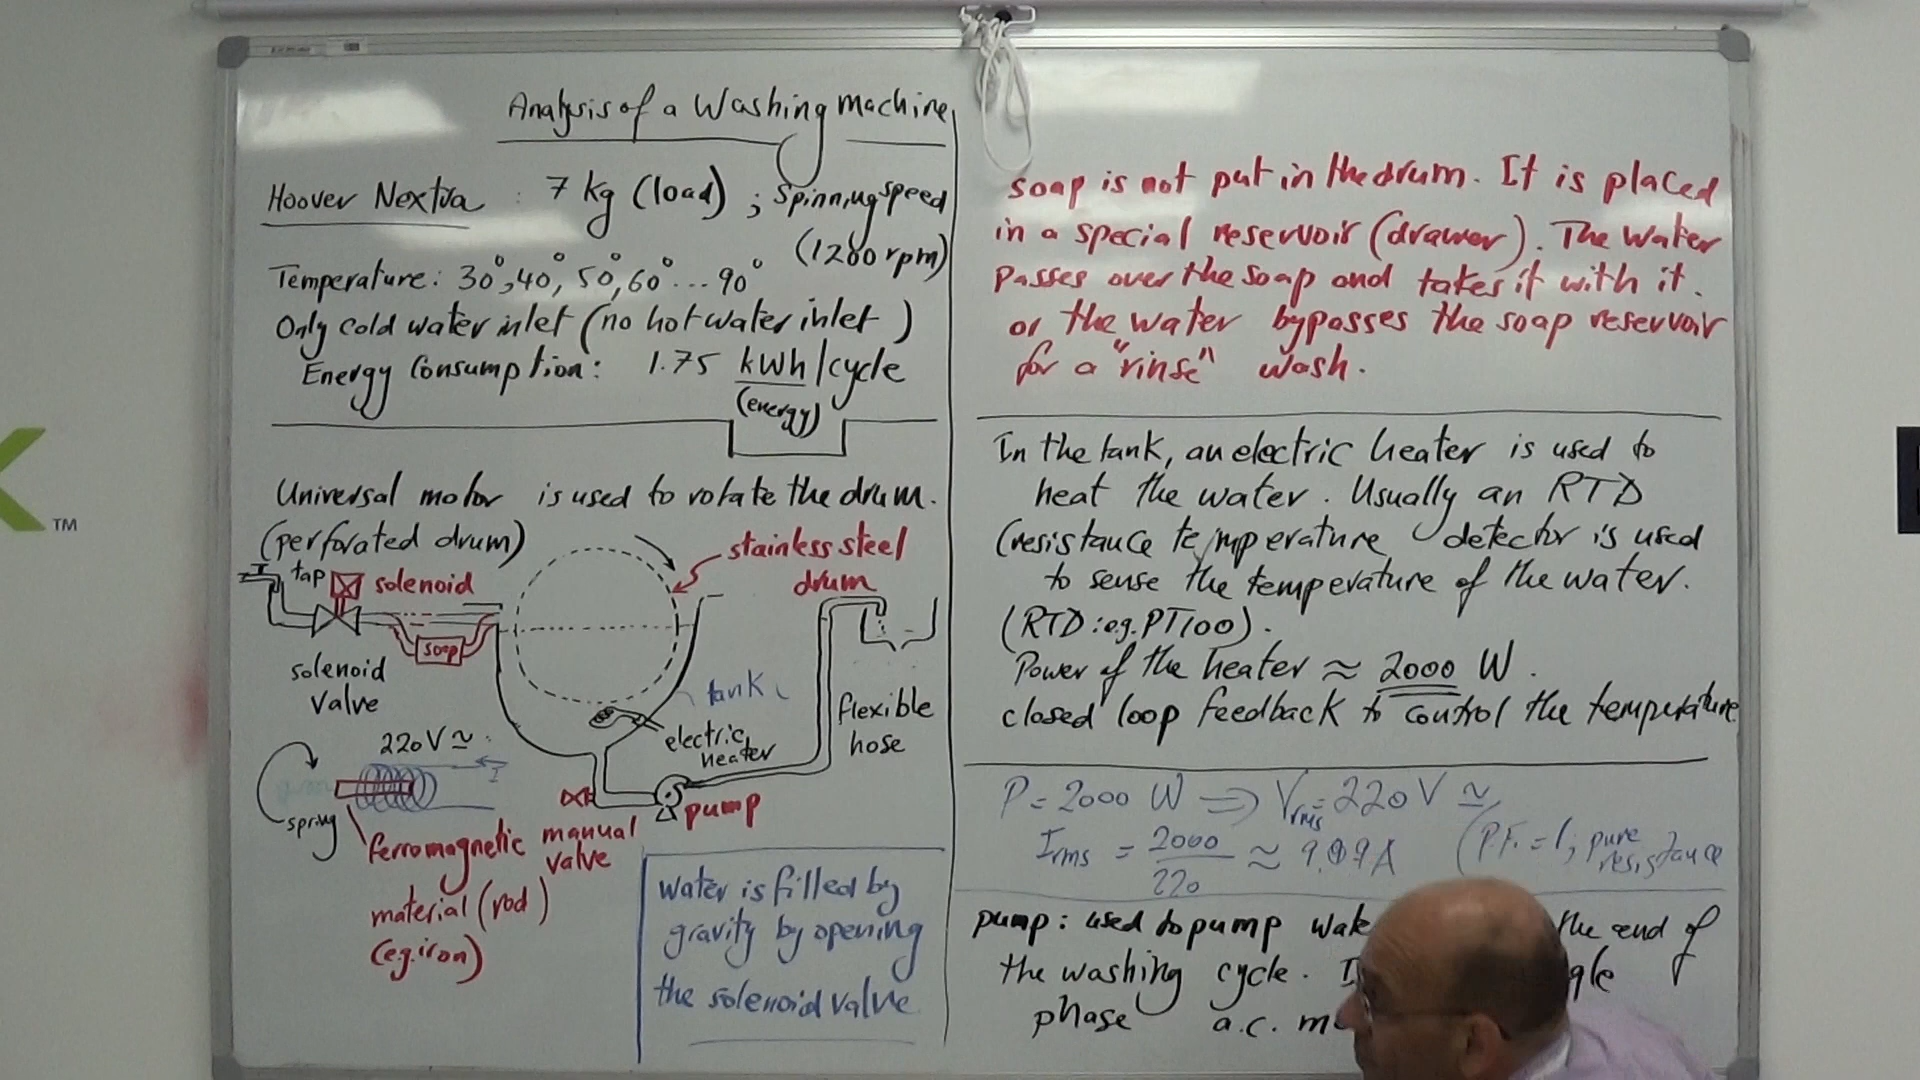 Analysis of a Washing Machine
Hoover Nextra : 7 kg (load) ; Spinning speed
(1200 rpm)
Temperature: 30°, 40°, 50°, 60° ... 90°
Only cold water inlet (no hot water inlet )
Energy Consumption: 1.75 kWh/cycle
(energy)
Universal motor is used to rotate the drum.
(perforated drum)
stainless steel
drum
tap
solenoid
soap
solenoid
valve
tank
electric
heater
flexible
hose
220V ≃
I
spring
pump
ferromagnetic
material (rod)
(e.g. iron)
manual
valve
water is filled by
gravity by opening
the solenoid valve
soap is not put in the drum. It is placed
in a special reservoir (drawer). The water
passes over the soap and takes it with it.
or the water bypasses the soap reservoir
for a "rinse" wash.
In the tank, an electric heater is used to
heat the water. Usually an RTD
(resistance temperature detector is used
to sense the temperature of the water.
(RTD: e.g. PT100).
Power of the heater ≈ 2000 W.
closed loop feedback to control the temperature
P = 2000 W ⇒ Vrms = 220 V ≃
Irms = 2000/220 ≈ 9.09A (P.F. = 1; pure
resistance
pump: used to pump the end of
the washing cycle.
phase a.c.
TM